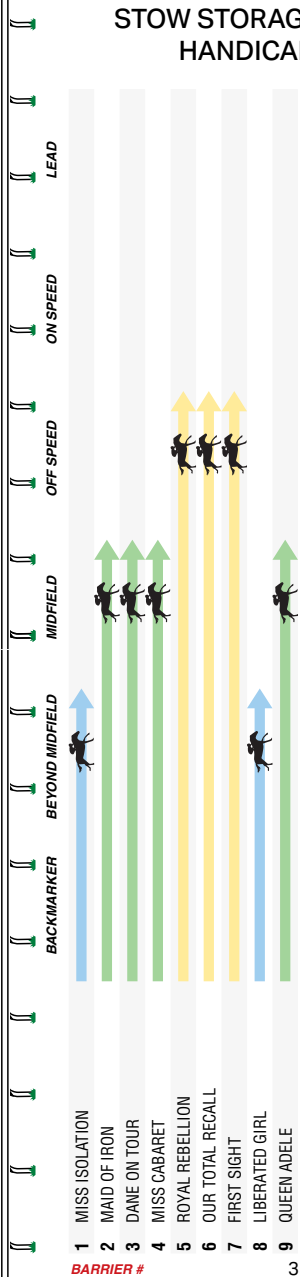 STOW STORAG
HANDICA
LEAD
ON SPEED
OFF SPEED
MIDFIELD
BEYOND MIDFIELD
BACKMARKER
1 MISS ISOLATION
2 MAID OF IRON
3 DANE ON TOUR
4 MISS CABARET
5 ROYAL REBELLION
6 OUR TOTAL RECALL
7 FIRST SIGHT
8 LIBERATED GIRL
9 QUEEN ADELE
BARRIER #
3